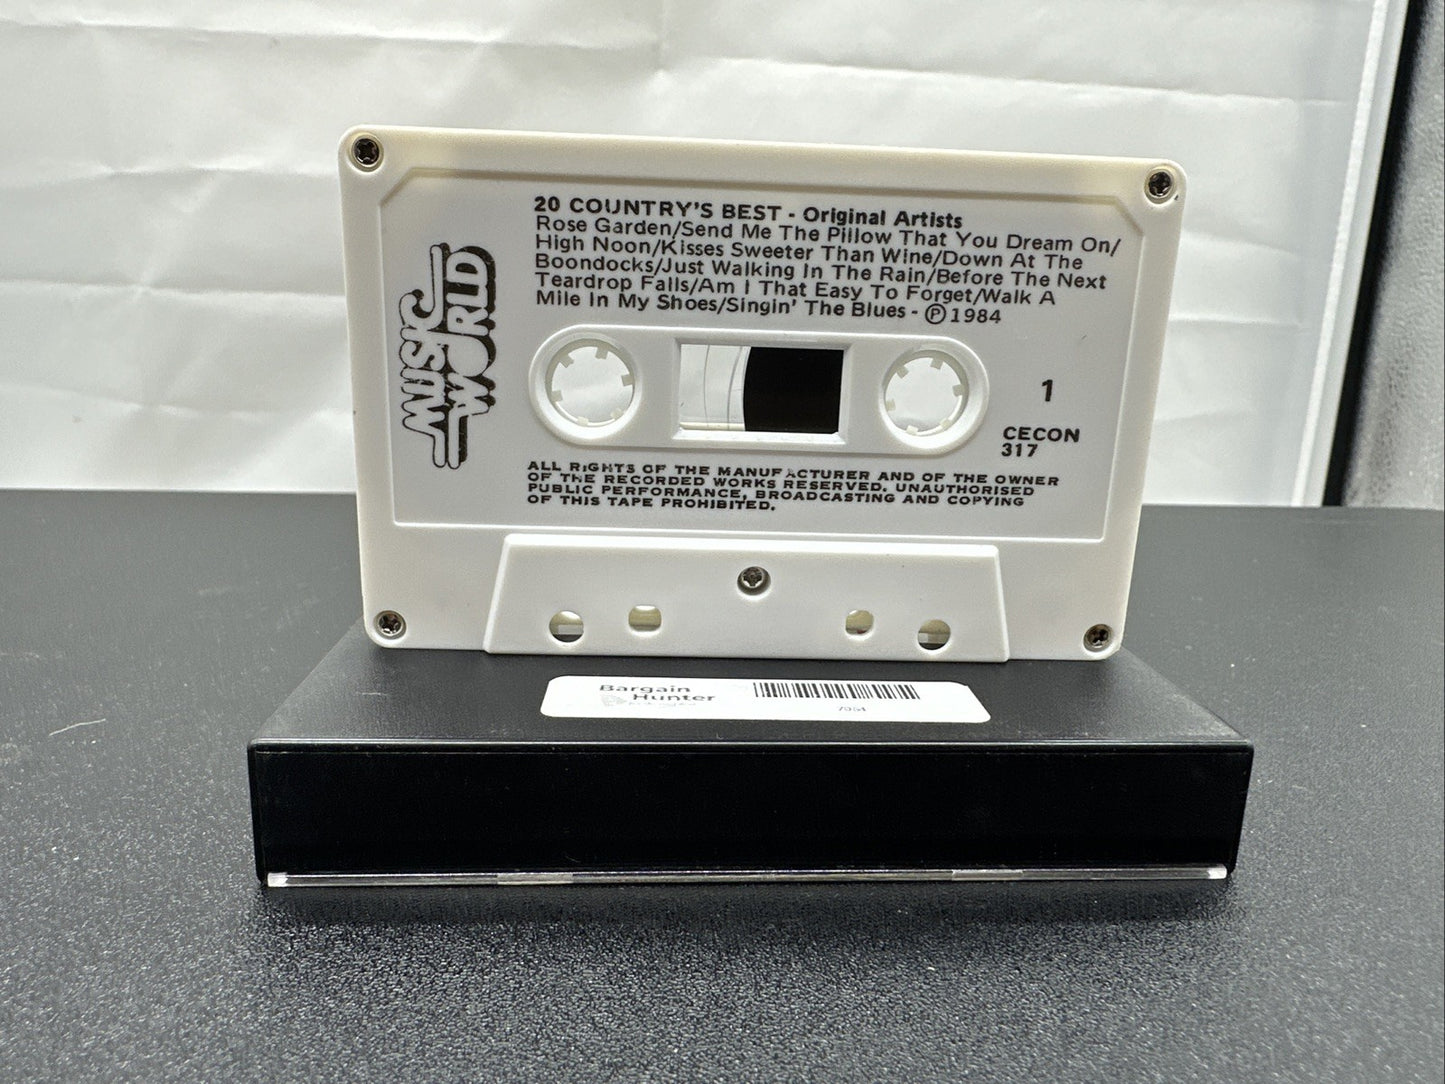 20 COUNTRY'S BEST - Original Artists
Rose Garden/Send Me The Pillow That You Dream On/
High Noon/Kisses Sweeter Than Wine/Down At The
Boondocks/Just Walking In The Rain/Before The Next
Teardrop Falls/Am I That Easy To Forget/Walk A
Mile In My Shoes/Singin' The Blues - ℗ 1984
MUSIC
WORLD
1
CECON
317
ALL RIGHTS OF THE MANUFACTURER AND OF THE OWNER
OF THE RECORDED WORKS RESERVED. UNAUTHORISED
PUBLIC PERFORMANCE, BROADCASTING AND COPYING
OF THIS TAPE PROHIBITED.
Bargain
Hunter